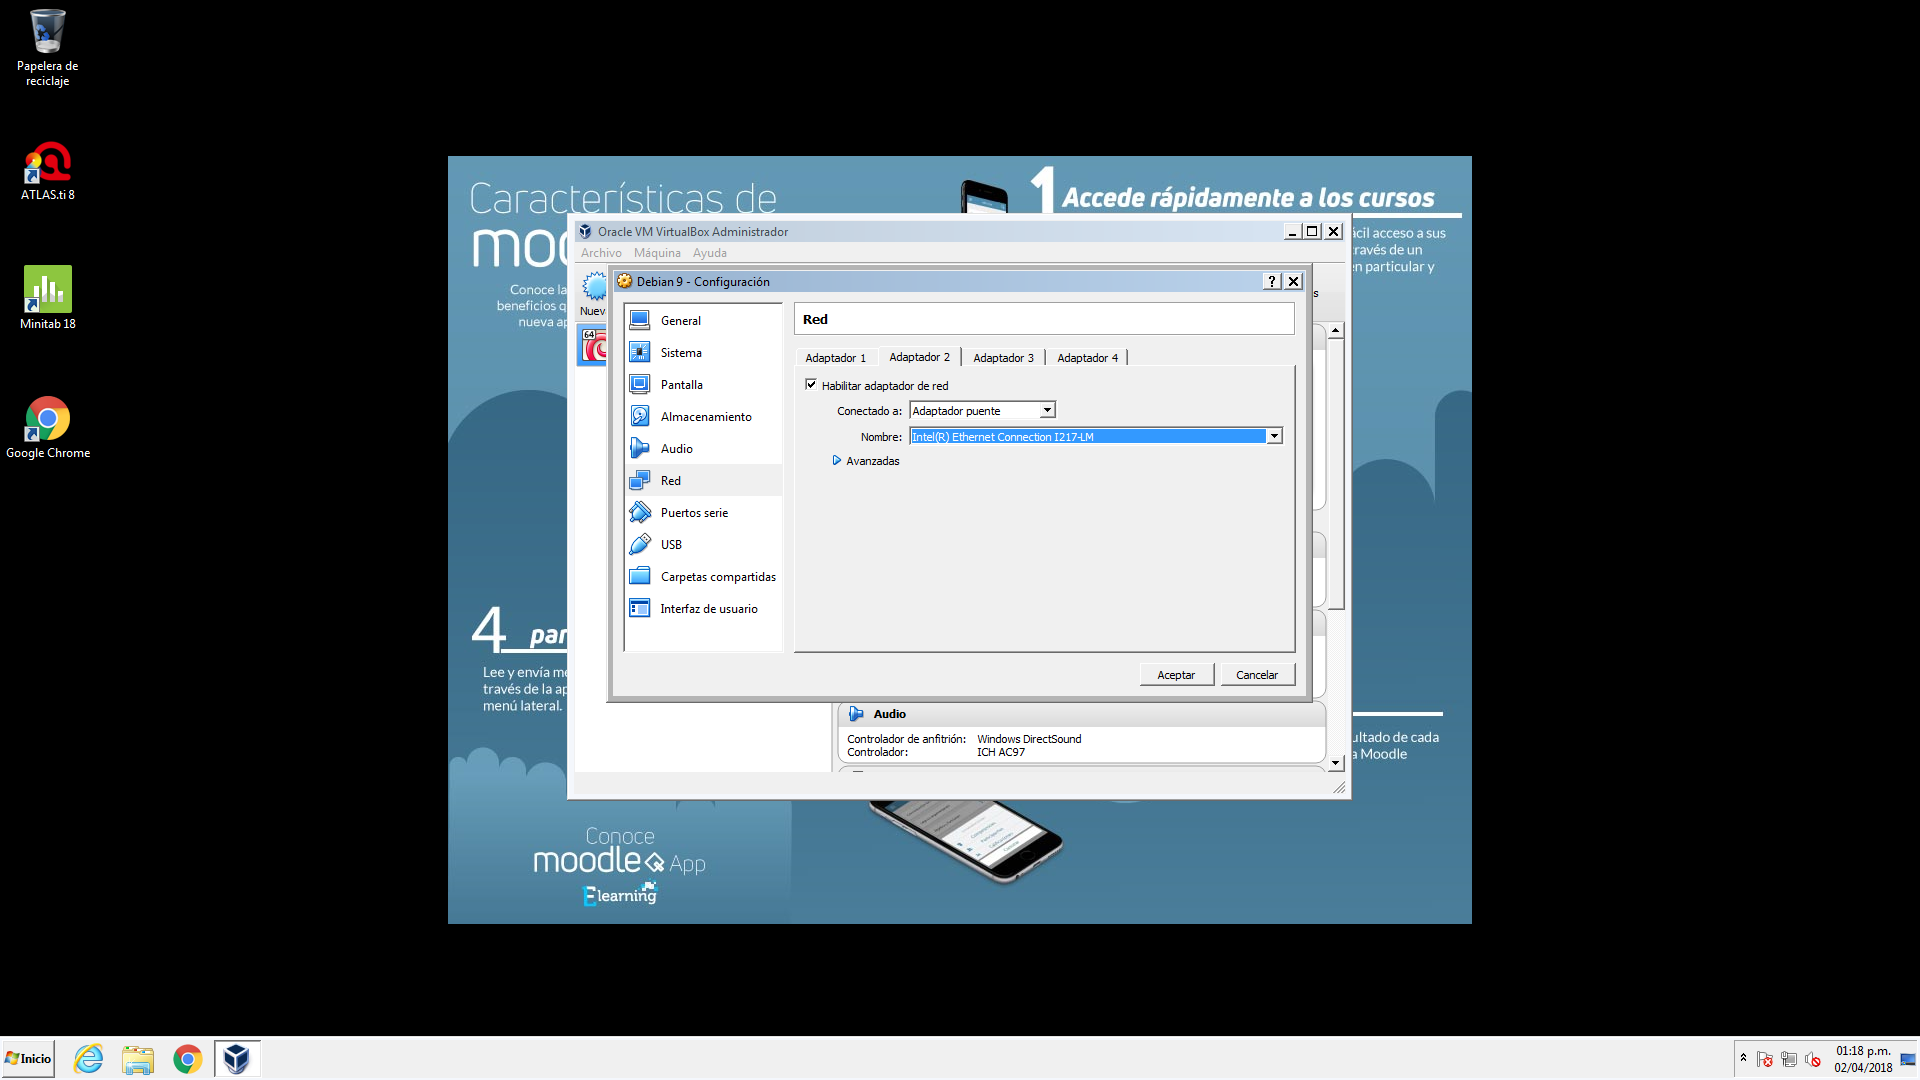 Papelera de
reciclaje
ATLAS.ti 8
Minitab 18
Google Chrome
Características de
1 Accede rápidamente a los cursos
ácil acceso a sus
través de un
en particular y
Conoce la
beneficios
nueva
Oracle VM VirtualBox Administrador
Archivo Máquina Ayuda
64
Debian 9 - Configuración
General
Sistema
Pantalla
Almacenamiento
Audio
Red
Puertos serie
USB
Carpetas compartidas
Interfaz de usuario
Red
Adaptador 1 Adaptador 2 Adaptador 3 Adaptador 4
Habilitar adaptador de red
Conectado a: Adaptador puente
Nombre: Intel(R) Ethernet Connection I217-LM
Avanzadas
Aceptar Cancelar
Audio
Controlador de anfitrión: Windows DirectSound
Controlador: ICH AC97
4 par
Lee y envía me
través de la ap
menú lateral.
ultado de cada
a Moodle
Conoce
moodle App
Elearning
Inicio
01:18 p.m.
02/04/2018